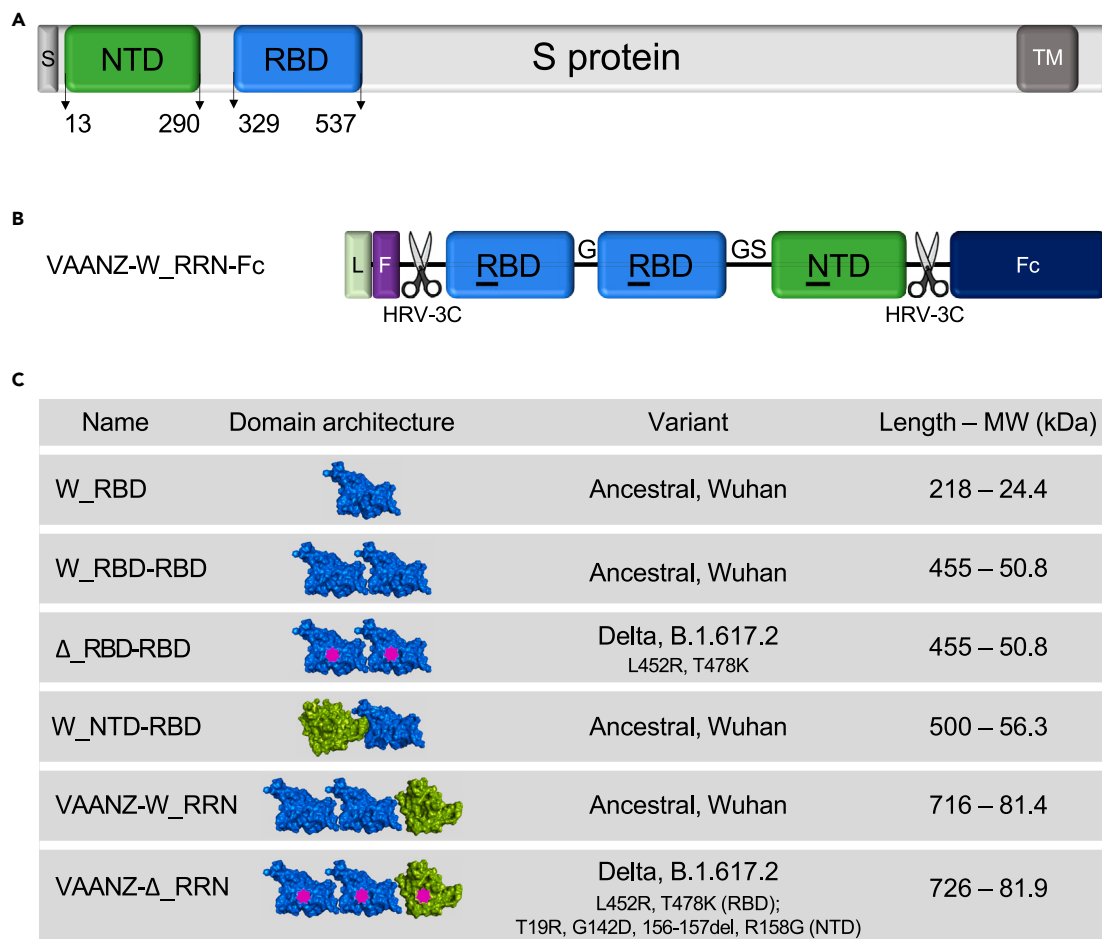 A
S NTD RBD S protein TM
13 290 329 537
B
VAANZ-W_RRN-Fc L F RBD G RBD GS NTD Fc
HRV-3C HRV-3C
C
Name Domain architecture Variant Length – MW (kDa)
W_RBD Ancestral, Wuhan 218 – 24.4
W_RBD-RBD Ancestral, Wuhan 455 – 50.8
Δ_RBD-RBD Delta, B.1.617.2 455 – 50.8
L452R, T478K
W_NTD-RBD Ancestral, Wuhan 500 – 56.3
VAANZ-W_RRN Ancestral, Wuhan 716 – 81.4
VAANZ-Δ_RRN Delta, B.1.617.2 726 – 81.9
L452R, T478K (RBD);
T19R, G142D, 156-157del, R158G (NTD)